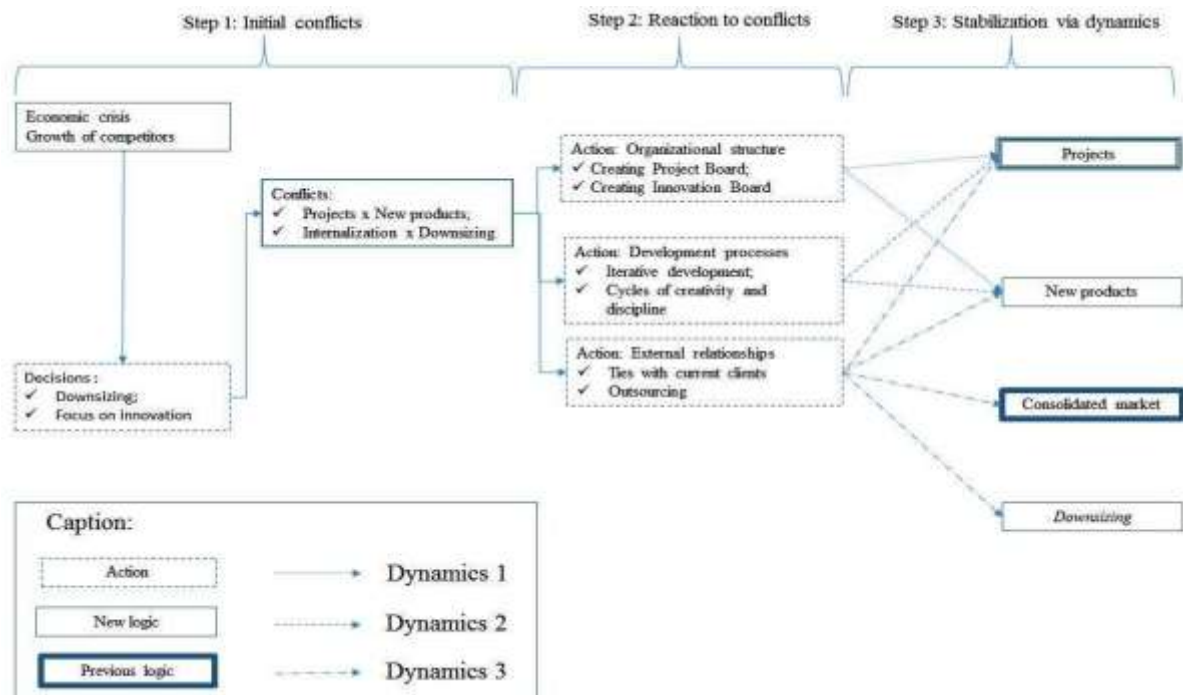 Step 1: Initial conflicts
Step 2: Reaction to conflicts
Step 3: Stabilization via dynamics
Economic crisis
Growth of competitors
Decisions :
✓ Downsizing;
✓ Focus on innovation
Conflicts:
✓ Projects x New products;
✓ Internalization x Downsizing
Action: Organizational structure
✓ Creating Project Board;
✓ Creating Innovation Board
Action: Development processes
✓ Iterative development;
✓ Cycles of creativity and
discipline
Action: External relationships
✓ Ties with current clients
✓ Outsourcing
Projects
New products
Consolidated market
Downsizing
Caption:
Action
Dynamics 1
New logic
Dynamics 2
Previous logic
Dynamics 3